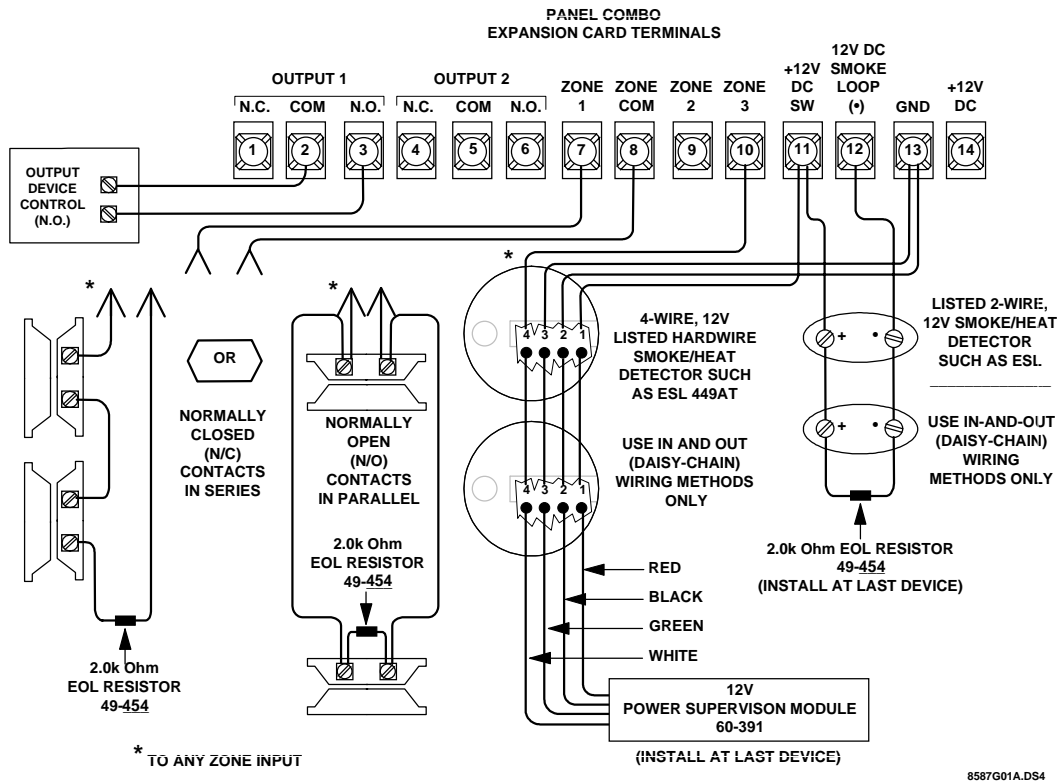 PANEL COMBO
EXPANSION CARD TERMINALS
OUTPUT 1
N.C. COM N.O.
OUTPUT 2
N.C. COM N.O.
ZONE
1
ZONE
COM
ZONE
2
ZONE
3
+12V
DC
SW
12V DC
SMOKE
LOOP
(•)
GND
+12V
DC
1 2 3 4 5 6 7 8 9 10 11 12 13 14
OUTPUT
DEVICE
CONTROL
(N.O.)
*
*
*
OR
NORMALLY
CLOSED
(N/C)
CONTACTS
IN SERIES
NORMALLY
OPEN
(N/O)
CONTACTS
IN PARALLEL
2.0k Ohm
EOL RESISTOR
49-454
2.0k Ohm
EOL RESISTOR
49-454
4 3 2 1
4-WIRE, 12V
LISTED HARDWIRE
SMOKE/HEAT
DETECTOR SUCH
AS ESL 449AT
4 3 2 1
USE IN AND OUT
(DAISY-CHAIN)
WIRING METHODS
ONLY
RED
BLACK
GREEN
WHITE
12V
POWER SUPERVISON MODULE
60-391
(INSTALL AT LAST DEVICE)
+ •
LISTED 2-WIRE,
12V SMOKE/HEAT
DETECTOR
SUCH AS ESL
+ •
USE IN-AND-OUT
(DAISY-CHAIN)
WIRING
METHODS ONLY
2.0k Ohm EOL RESISTOR
49-454
(INSTALL AT LAST DEVICE)
* TO ANY ZONE INPUT
8587G01A.DS4